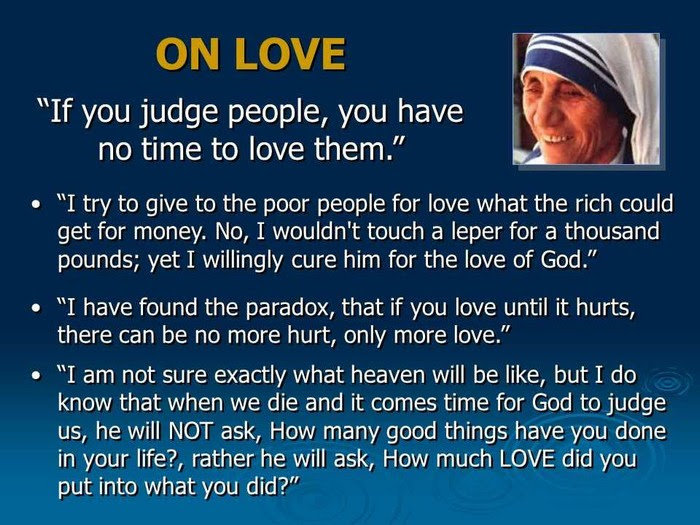 ON LOVE
“If you judge people, you have
no time to love them.”
• “I try to give to the poor people for love what the rich could
get for money. No, I wouldn't touch a leper for a thousand
pounds; yet I willingly cure him for the love of God.”
• “I have found the paradox, that if you love until it hurts,
there can be no more hurt, only more love.”
• “I am not sure exactly what heaven will be like, but I do
know that when we die and it comes time for God to judge
us, he will NOT ask, How many good things have you done
in your life?, rather he will ask, How much LOVE did you
put into what you did?”